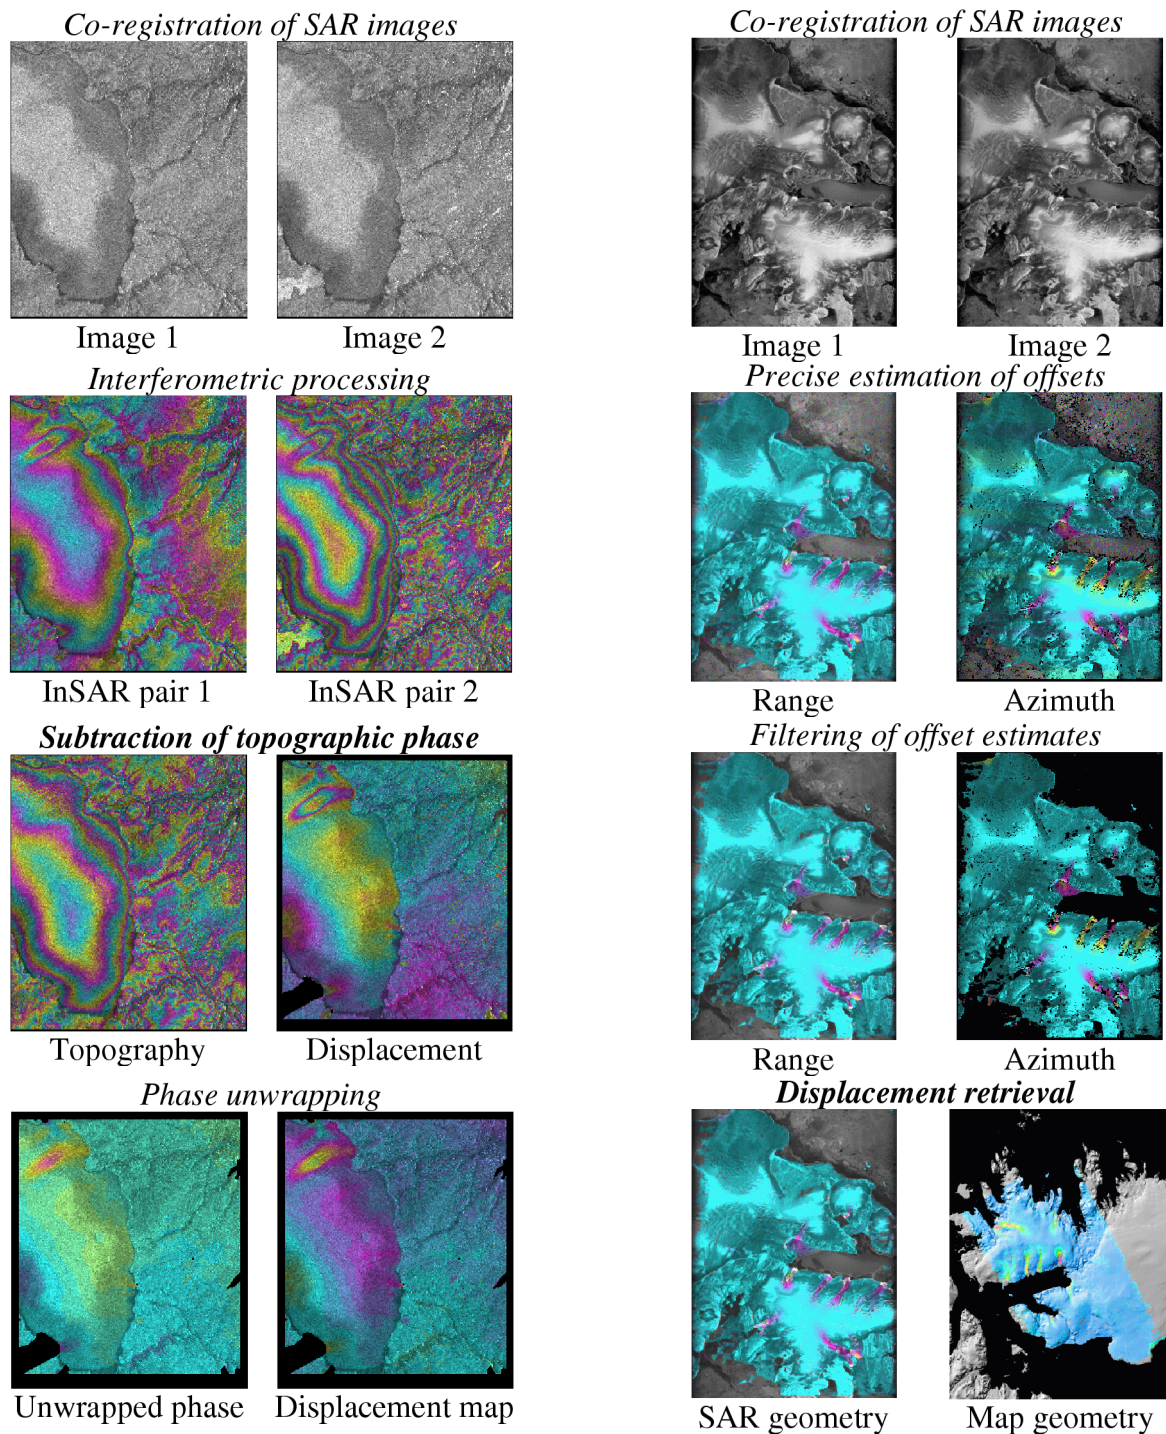 Co-registration of SAR images
Image 1 Image 2
Interferometric processing
InSAR pair 1 InSAR pair 2
Subtraction of topographic phase
Topography Displacement
Phase unwrapping
Unwrapped phase Displacement map
Co-registration of SAR images
Image 1 Image 2
Precise estimation of offsets
Range Azimuth
Filtering of offset estimates
Range Azimuth
Displacement retrieval
SAR geometry Map geometry